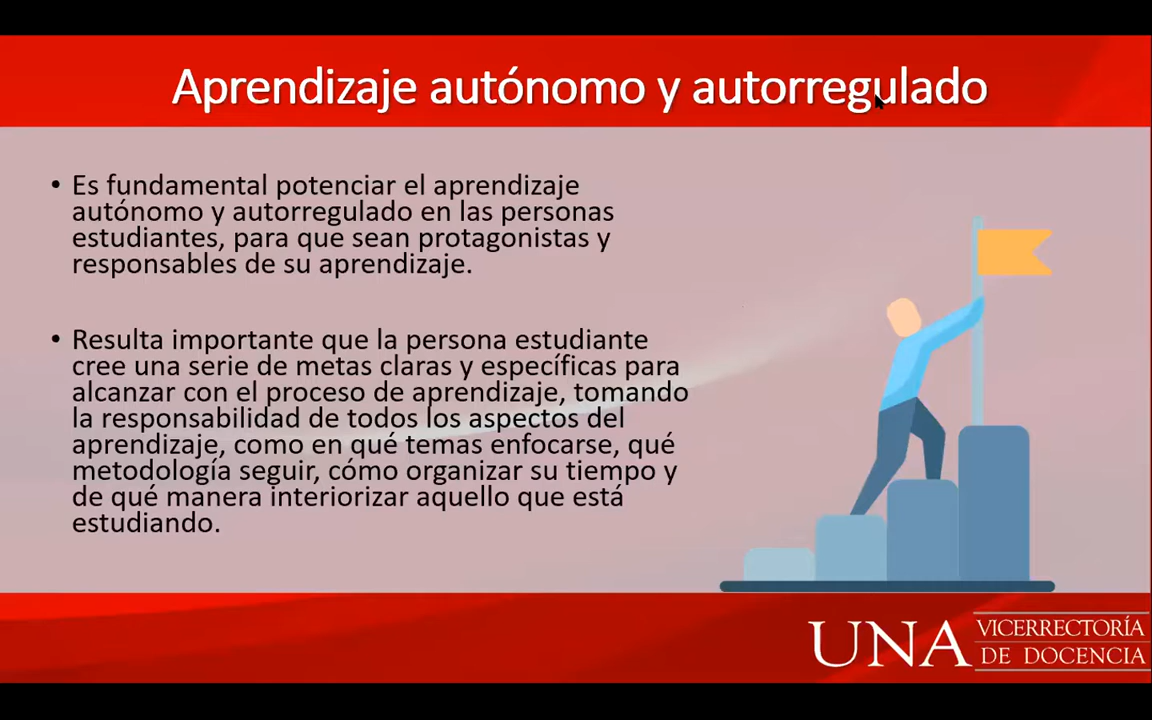 Aprendizaje autónomo y autorregulado
• Es fundamental potenciar el aprendizaje
autónomo y autorregulado en las personas
estudiantes, para que sean protagonistas y
responsables de su aprendizaje.
• Resulta importante que la persona estudiante
cree una serie de metas claras y específicas para
alcanzar con el proceso de aprendizaje, tomando
la responsabilidad de todos los aspectos del
aprendizaje, como en qué temas enfocarse, qué
metodología seguir, cómo organizar su tiempo y
de qué manera interiorizar aquello que está
estudiando.
UNA
VICERRECTORÍA
DE DOCENCIA